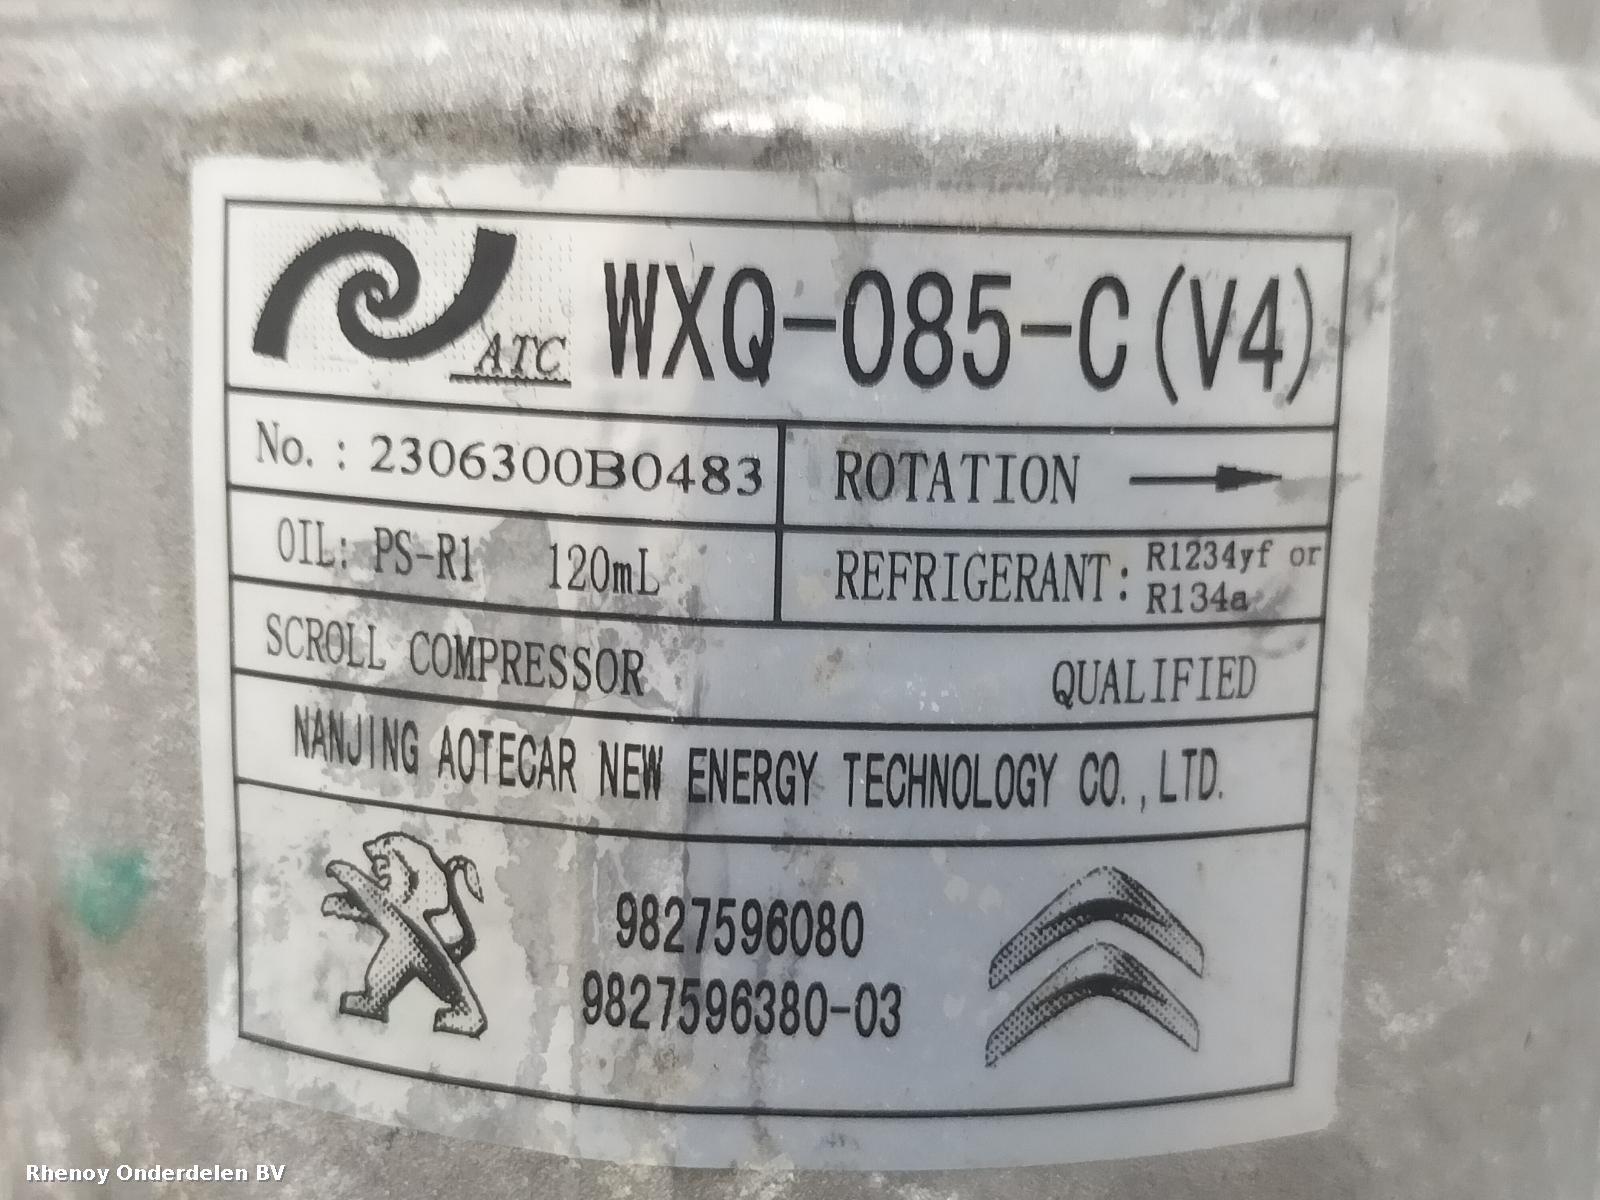 ATC WXQ-085-C(V4)
No.: 2306300B0483 ROTATION
OIL: PS-R1 120mL REFRIGERANT: R1234yf or
R134a
SCROLL COMPRESSOR QUALIFIED
NANJING AOTECAR NEW ENERGY TECHNOLOGY CO.,LTD.
9827596080
9827596380-03
Rhenoy Onderdelen BV